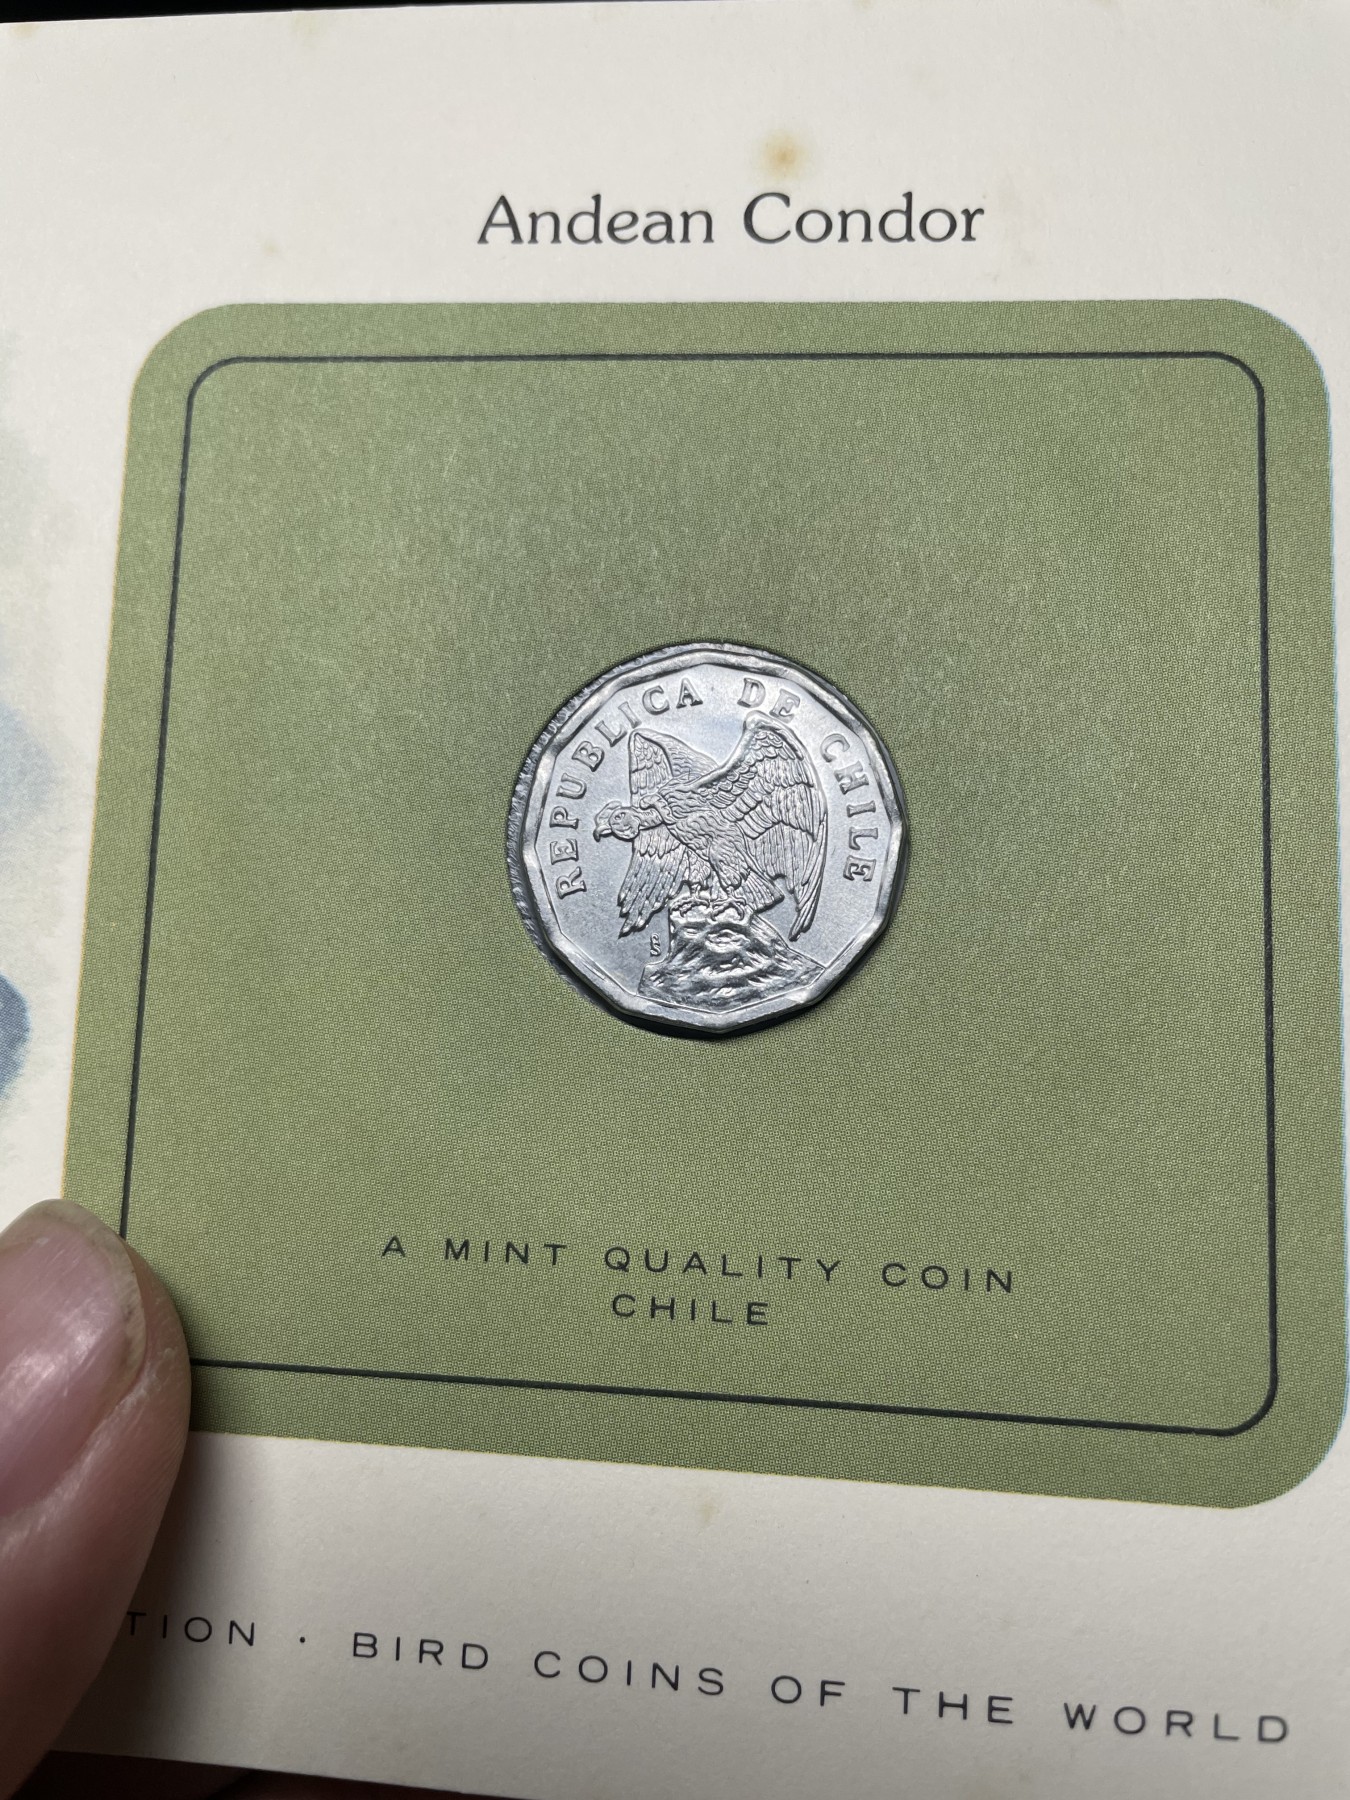 Andean Condor
REPUBLICA DE CHILE
S
A MINT QUALITY COIN
CHILE
TION · BIRD COINS OF THE WORLD